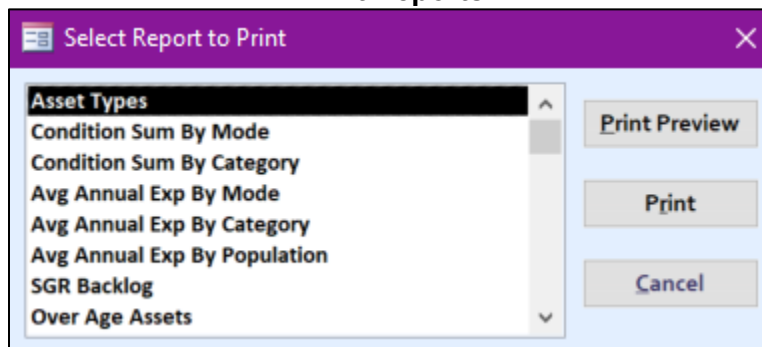 Select Report to Print
Asset Types
Condition Sum By Mode
Condition Sum By Category
Avg Annual Exp By Mode
Avg Annual Exp By Category
Avg Annual Exp By Population
SGR Backlog
Over Age Assets
Print Preview
Print
Cancel